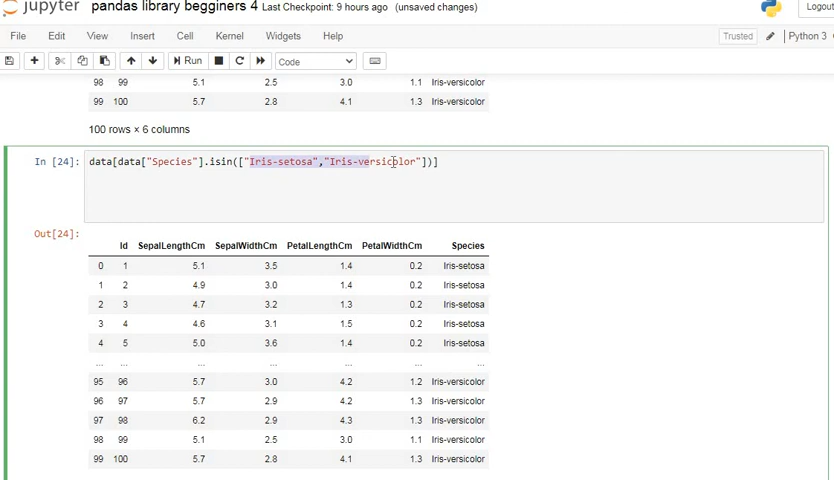 jupyter pandas library begginers 4 Last Checkpoint: 9 hours ago (unsaved changes) Logout
File Edit View Insert Cell Kernel Widgets Help Trusted Python 3
Run Code
98 99 5.1 2.5 3.0 1.1 Iris-versicolor
99 100 5.7 2.8 4.1 1.3 Iris-versicolor
100 rows × 6 columns
In [24]: data[data["Species"].isin(["Iris-setosa","Iris-versicolor"])]
Out[24]:
Id SepalLengthCm SepalWidthCm PetalLengthCm PetalWidthCm Species
0 1 5.1 3.5 1.4 0.2 Iris-setosa
1 2 4.9 3.0 1.4 0.2 Iris-setosa
2 3 4.7 3.2 1.3 0.2 Iris-setosa
3 4 4.6 3.1 1.5 0.2 Iris-setosa
4 5 5.0 3.6 1.4 0.2 Iris-setosa
... ... ... ... ... ... ...
95 96 5.7 3.0 4.2 1.2 Iris-versicolor
96 97 5.7 2.9 4.2 1.3 Iris-versicolor
97 98 6.2 2.9 4.3 1.3 Iris-versicolor
98 99 5.1 2.5 3.0 1.1 Iris-versicolor
99 100 5.7 2.8 4.1 1.3 Iris-versicolor